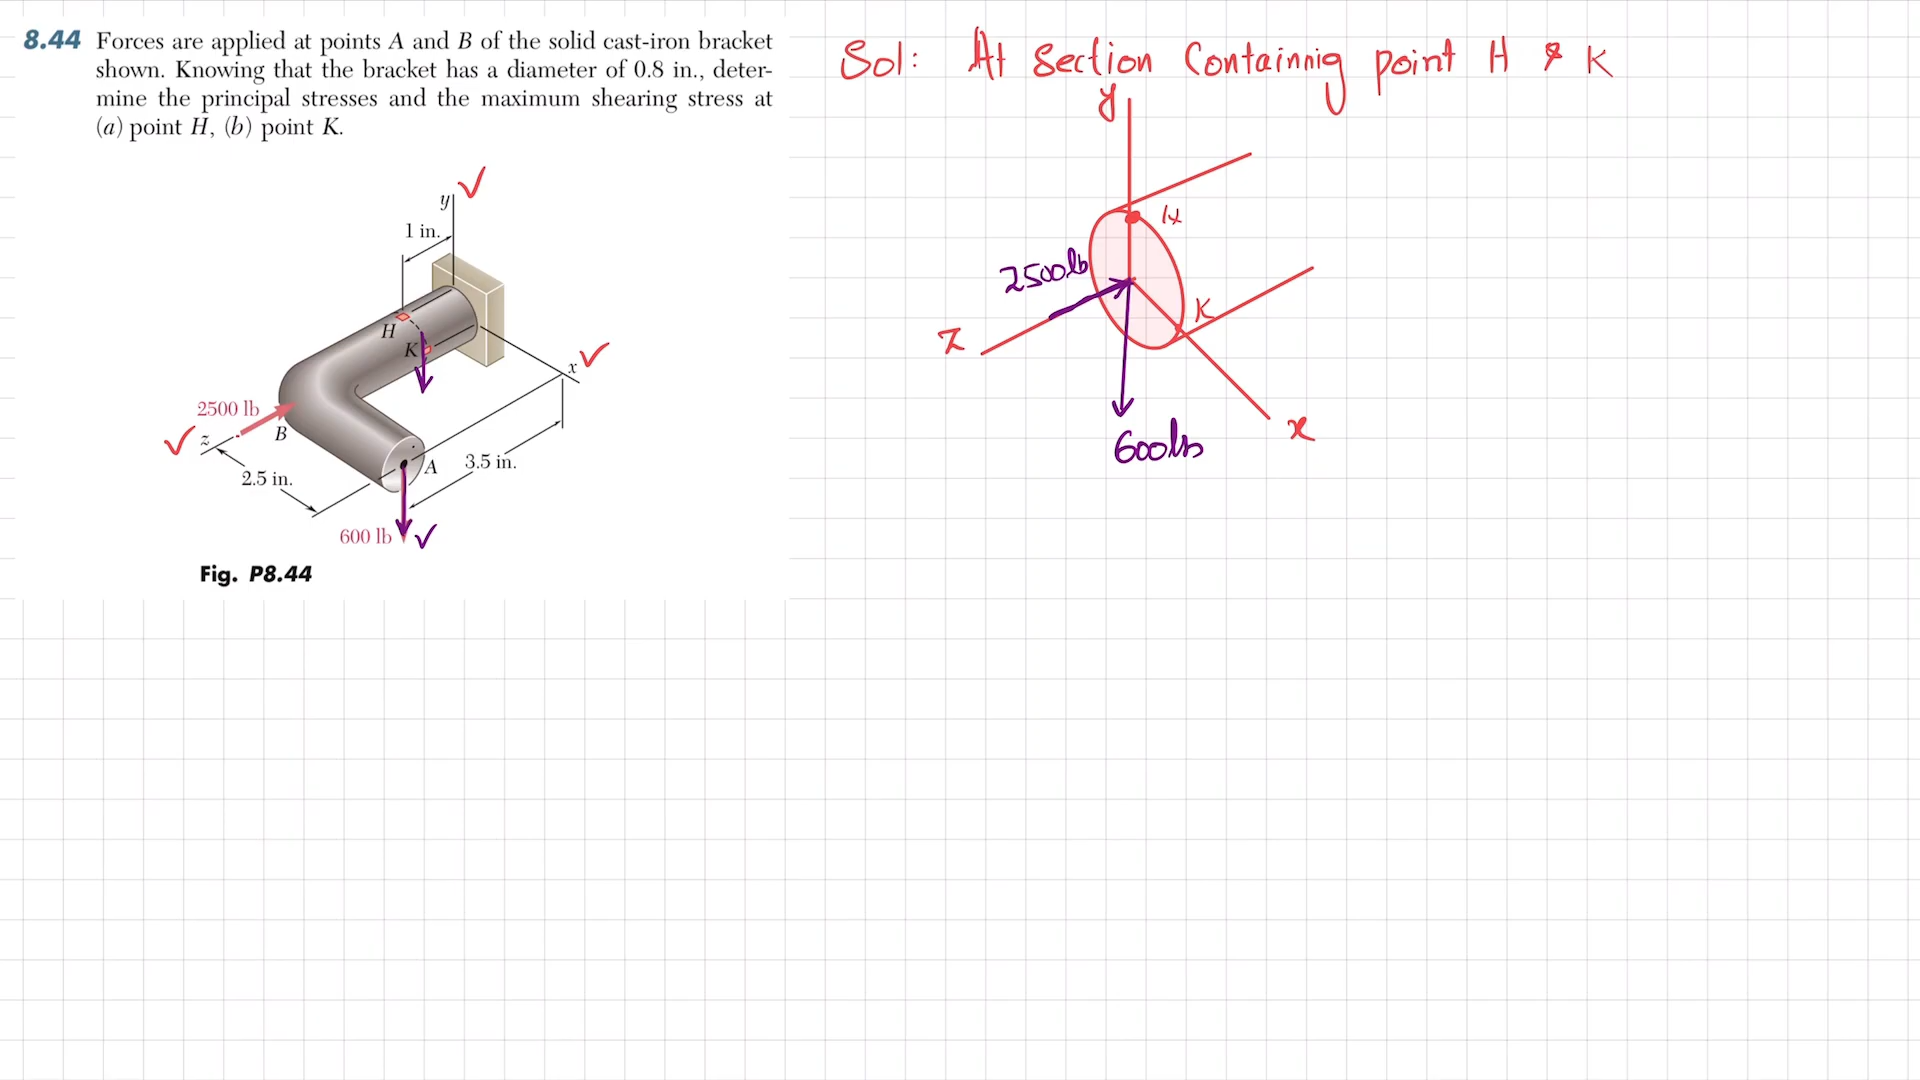 8.44 Forces are applied at points A and B of the solid cast-iron bracket
shown. Knowing that the bracket has a diameter of 0.8 in., deter-
mine the principal stresses and the maximum shearing stress at
(a) point H, (b) point K.
y
1 in.
H
K
x
2500 lb
z
B
A
3.5 in.
2.5 in.
600 lb
Fig. P8.44
Sol: At Section Containnig point H & K
y
H
2500lb
K
z
x
600lb